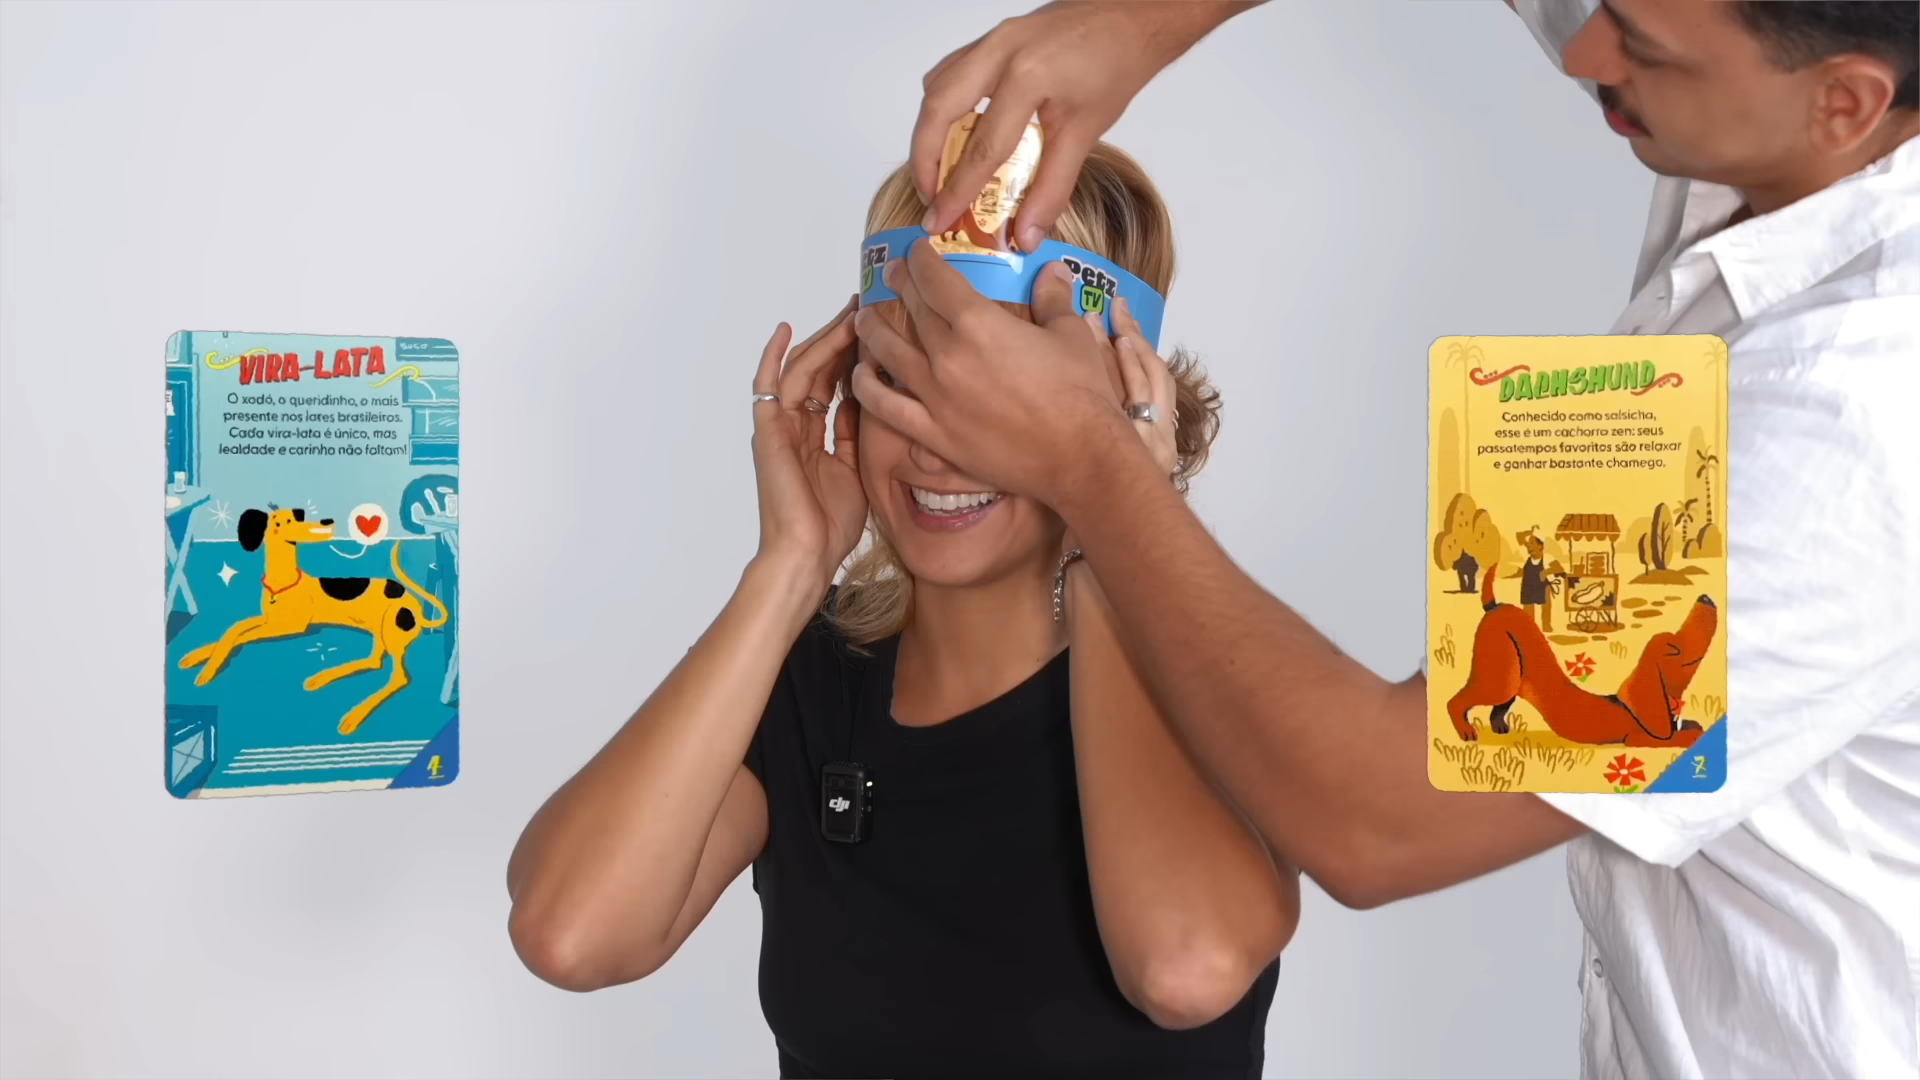 VIRA-LATA
O xodó, o queridinho, o mais
presente nos lares brasileiros.
Cada vira-lata é único, mas
lealdade e carinho não faltam!
4
Petz
TV
dji
DACHSHUND
Conhecido como salsicha,
esse é um cachorro zen: seus
passatempos favoritos são relaxar
e ganhar bastante chamego.
7